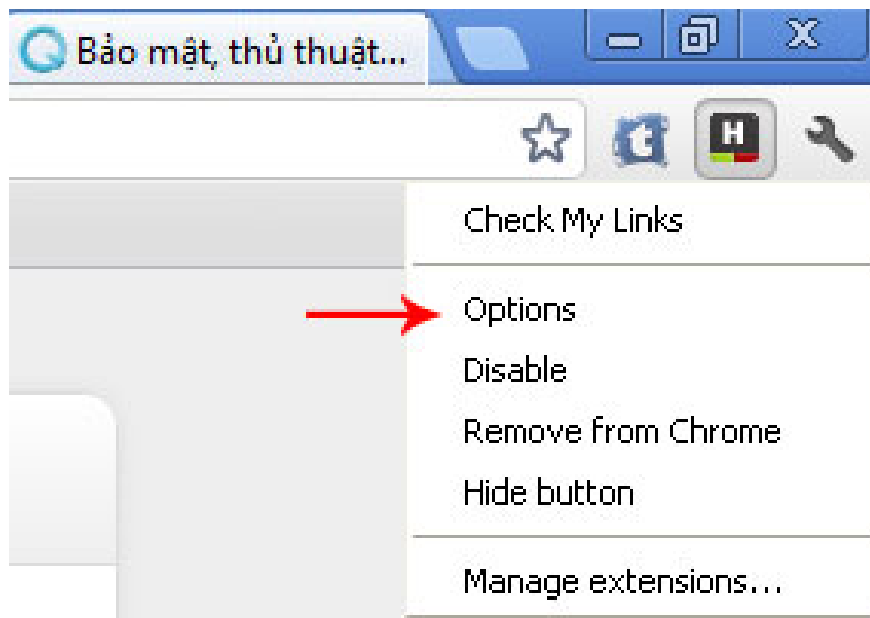 Bảo mật, thủ thuật...
H
Check My Links
Options
Disable
Remove from Chrome
Hide button
Manage extensions...